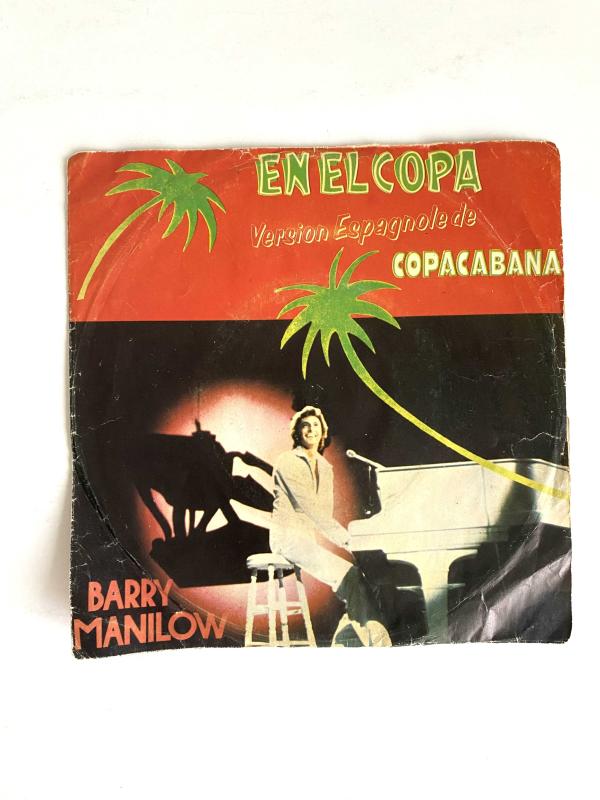 EN EL COPA
Version Espagnole de
COPACABANA
BARRY
MANILOW